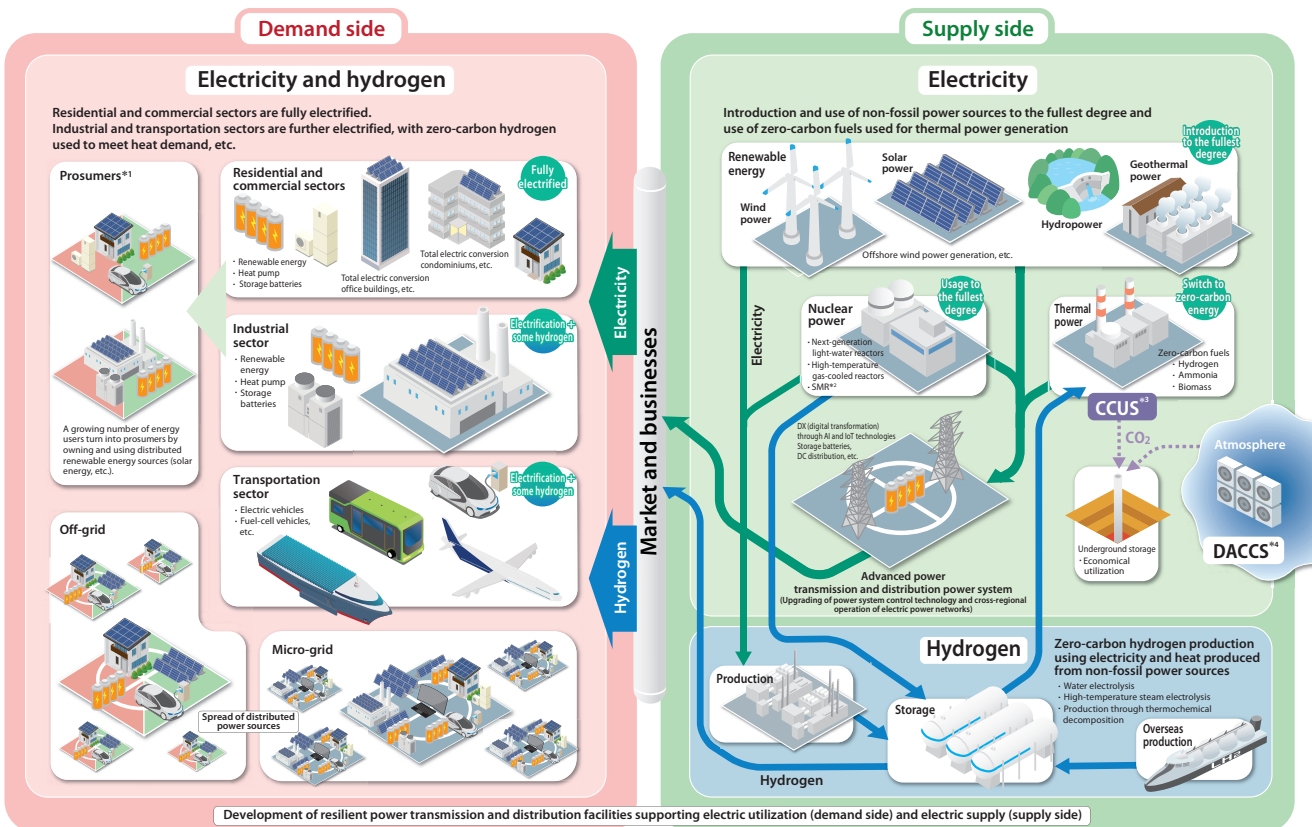 Demand side
Electricity and hydrogen
Residential and commercial sectors are fully electrified.
Industrial and transportation sectors are further electrified, with zero-carbon hydrogen
used to meet heat demand, etc.
Prosumers*1
A growing number of energy
users turn into prosumers by
owning and using distributed
renewable energy sources (solar
energy, etc.).
Residential and
commercial sectors
Fully
electrified
・Renewable energy
・Heat pump
・Storage batteries
Total electric conversion
office buildings, etc.
Total electric conversion
condominiums, etc.
Industrial
sector
・Renewable
energy
・Heat pump
・Storage
batteries
Electrification +
some hydrogen
Transportation
sector
・Electric vehicles
・Fuel-cell vehicles,
etc.
Electrification +
some hydrogen
Off-grid
Micro-grid
Spread of distributed
power sources
Electricity
Hydrogen
Market and businesses
Supply side
Electricity
Introduction and use of non-fossil power sources to the fullest degree and
use of zero-carbon fuels used for thermal power generation
Introduction
to the fullest
degree
Renewable
energy
Wind
power
Solar
power
Hydropower
Geothermal
power
Offshore wind power generation, etc.
Electricity
Nuclear
power
・Next-generation
light-water reactors
・High-temperature
gas-cooled reactors
・SMR*2
Usage to
the fullest
degree
Thermal
power
Switch to
zero-carbon
energy
Zero-carbon fuels
・Hydrogen
・Ammonia
・Biomass
CCUS*3
CO2
Atmosphere
DACCS*4
Underground storage
・Economical
utilization
DX (digital transformation)
through AI and IoT technologies
Storage batteries,
DC distribution, etc.
Advanced power
transmission and distribution power system
(Upgrading of power system control technology and cross-regional
operation of electric power networks)
Hydrogen
Zero-carbon hydrogen production
using electricity and heat produced
from non-fossil power sources
・Water electrolysis
・High-temperature steam electrolysis
・Production through thermochemical
decomposition
Production
Storage
Overseas
production
LH2
Hydrogen
Development of resilient power transmission and distribution facilities supporting electric utilization (demand side) and electric supply (supply side)